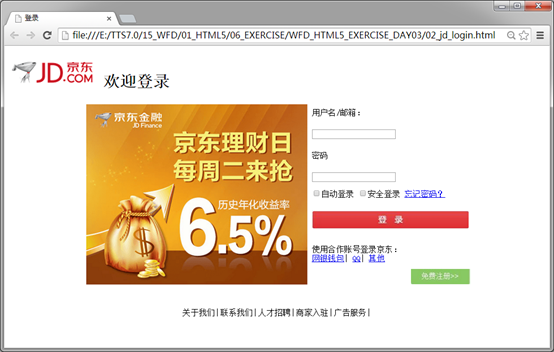 登录
file:///E:/TTS7.0/15_WFD/01_HTML5/06_EXERCISE/WFD_HTML5_EXERCISE_DAY03/02_jd_login.html
JD 京东
.COM
欢迎登录
京东金融
JD Finance
京东理财日
每周二来抢
历史年化收益率
6.5%
用户名/邮箱：
密码
自动登录 安全登录 忘记密码？
登 录
使用合作账号登录京东：
网银钱包| qq| 其他
免费注册>>
关于我们| 联系我们| 人才招聘| 商家入驻| 广告服务|